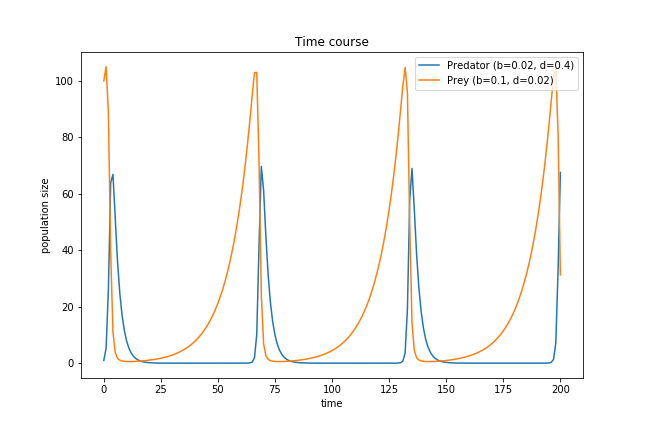 Time course
Predator (b=0.02, d=0.4)
Prey (b=0.1, d=0.02)
population size
100
80
60
40
20
0
0 25 50 75 100 125 150 175 200
time